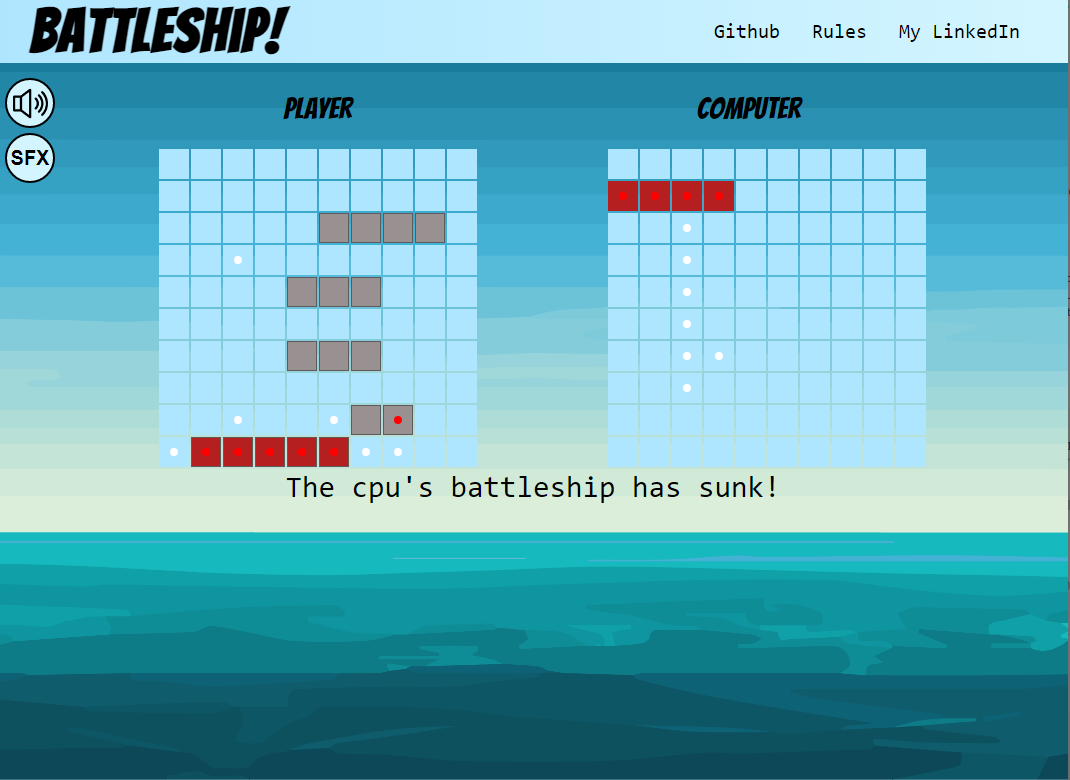 BATTLESHIP!
Github Rules My LinkedIn
SFX
PLAYER
COMPUTER
The cpu's battleship has sunk!